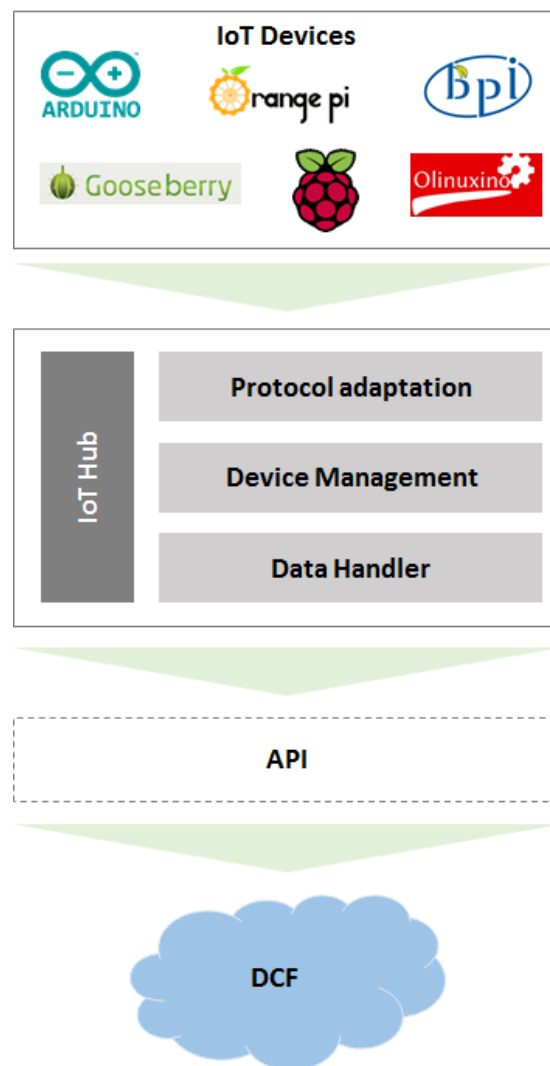 IoT Devices
ARDUINO
Orange pi
Bpi
Gooseberry
Olinuxino
IoT Hub
Protocol adaptation
Device Management
Data Handler
API
DCF